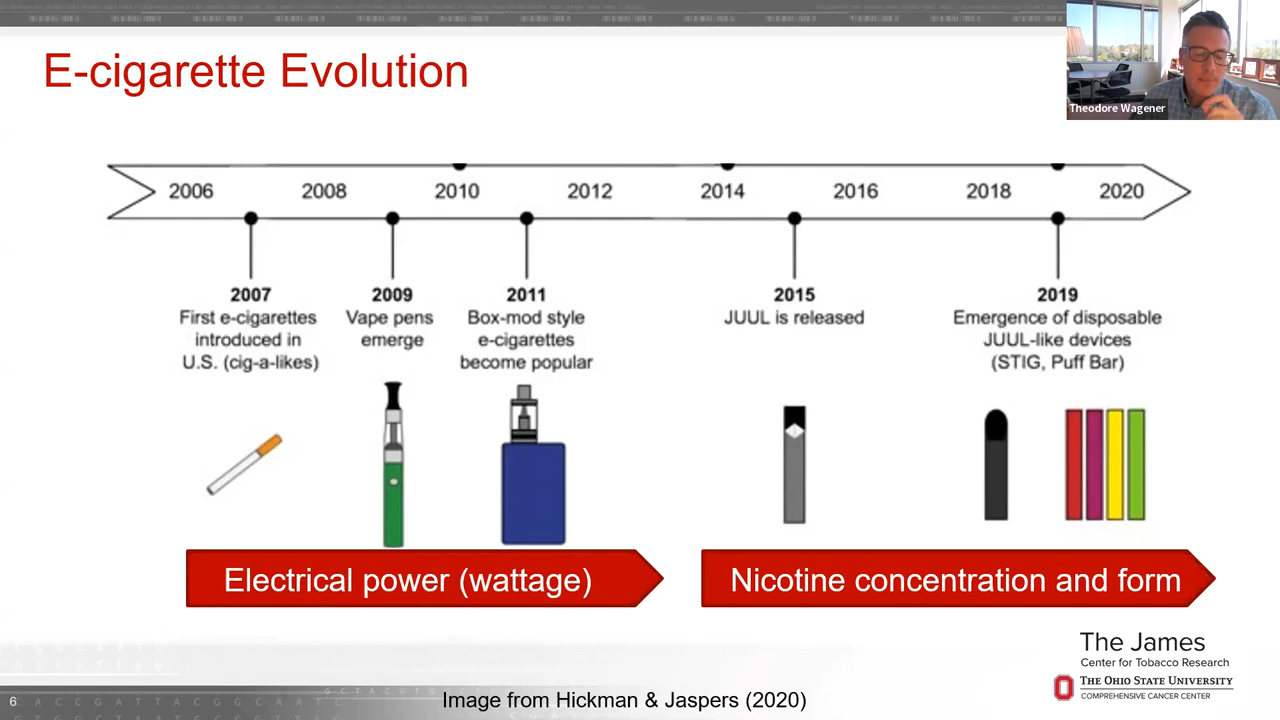 E-cigarette Evolution
Theodore Wagener
2006 2008 2010 2012 2014 2016 2018 2020
2007
First e-cigarettes
introduced in
U.S. (cig-a-likes)
2009
Vape pens
emerge
2011
Box-mod style
e-cigarettes
become popular
2015
JUUL is released
2019
Emergence of disposable
JUUL-like devices
(STIG, Puff Bar)
Electrical power (wattage)
Nicotine concentration and form
The James
Center for Tobacco Research
THE OHIO STATE UNIVERSITY
COMPREHENSIVE CANCER CENTER
6
Image from Hickman & Jaspers (2020)